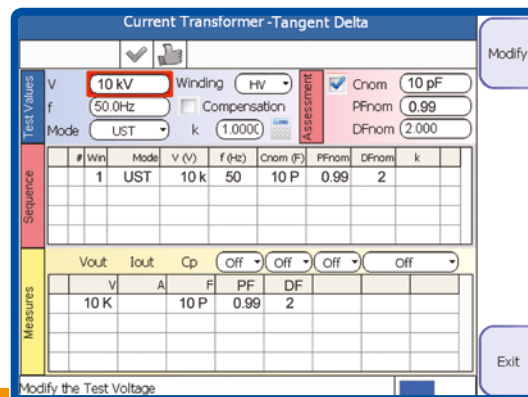 Current Transformer -Tangent Delta
Modify
Test Values
V 10 kV Winding HV Cnom 10 pF
f 50.0Hz Compensation PFnom 0.99
Mode UST k (1.000 DFnom 2.000
Assessment
Sequence
# Win Mode V (V) f (Hz) Cnom (F) PFnom DFnom k
1 UST 10 k 50 10 P 0.99 2
Measures
Vout Iout Cp Off Off Off Off
V A F PF DF
10 K 10 P 0.99 2
Exit
Modify the Test Voltage